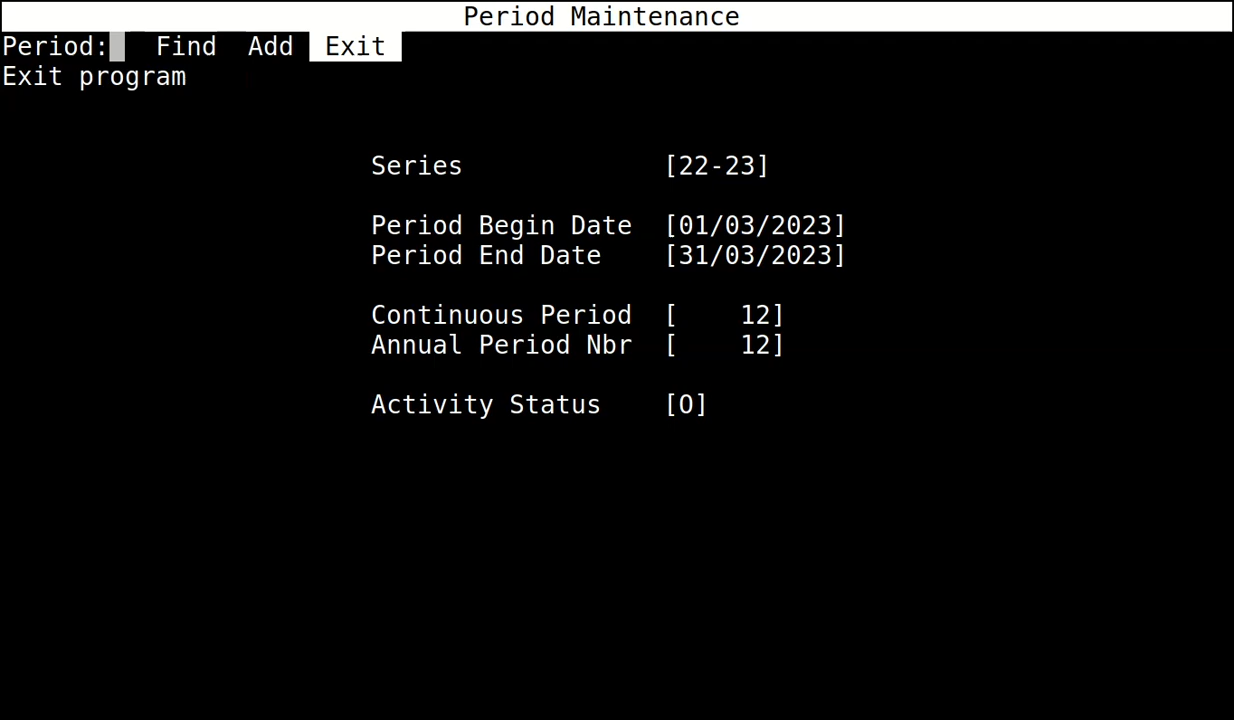 Period Maintenance
Period: Find Add Exit
Exit program
Series [22-23]
Period Begin Date [01/03/2023]
Period End Date [31/03/2023]
Continuous Period [ 12]
Annual Period Nbr [ 12]
Activity Status [O]